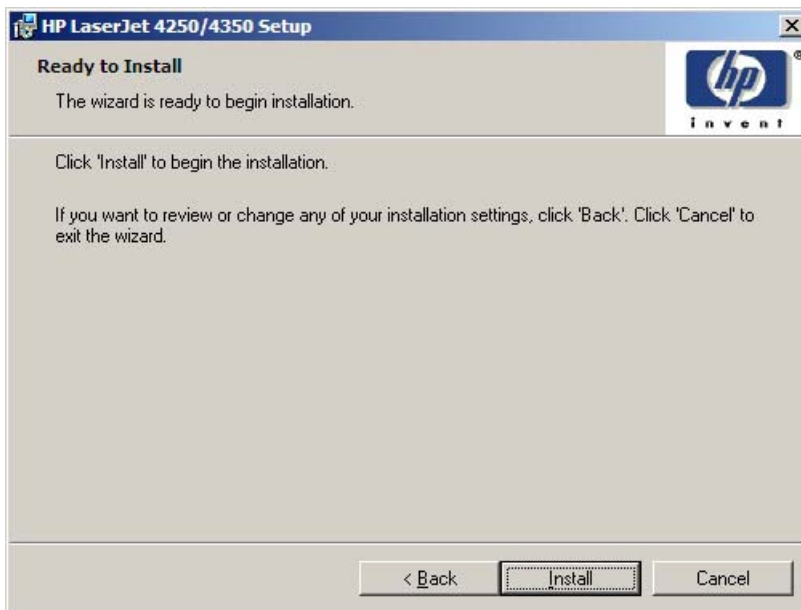 HP LaserJet 4250/4350 Setup
Ready to Install
The wizard is ready to begin installation.
hp
®
invent
Click 'Install' to begin the installation.
If you want to review or change any of your installation settings, click 'Back'. Click 'Cancel' to
exit the wizard.
< Back
Install
Cancel